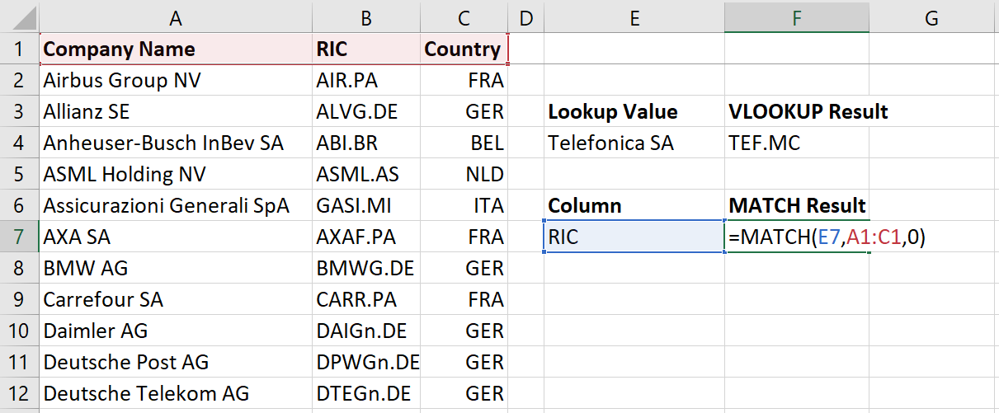 A B C D E F G
1 Company Name RIC Country
2 Airbus Group NV AIR.PA FRA
3 Allianz SE ALVG.DE GER Lookup Value VLOOKUP Result
4 Anheuser-Busch InBev SA ABI.BR BEL Telefonica SA TEF.MC
5 ASML Holding NV ASML.AS NLD
6 Assicurazioni Generali SpA GASI.MI ITA Column MATCH Result
7 AXA SA AXAF.PA FRA RIC =MATCH(E7,A1:C1,0)
8 BMW AG BMWG.DE GER
9 Carrefour SA CARR.PA FRA
10 Daimler AG DAIGn.DE GER
11 Deutsche Post AG DPWGn.DE GER
12 Deutsche Telekom AG DTEGn.DE GER